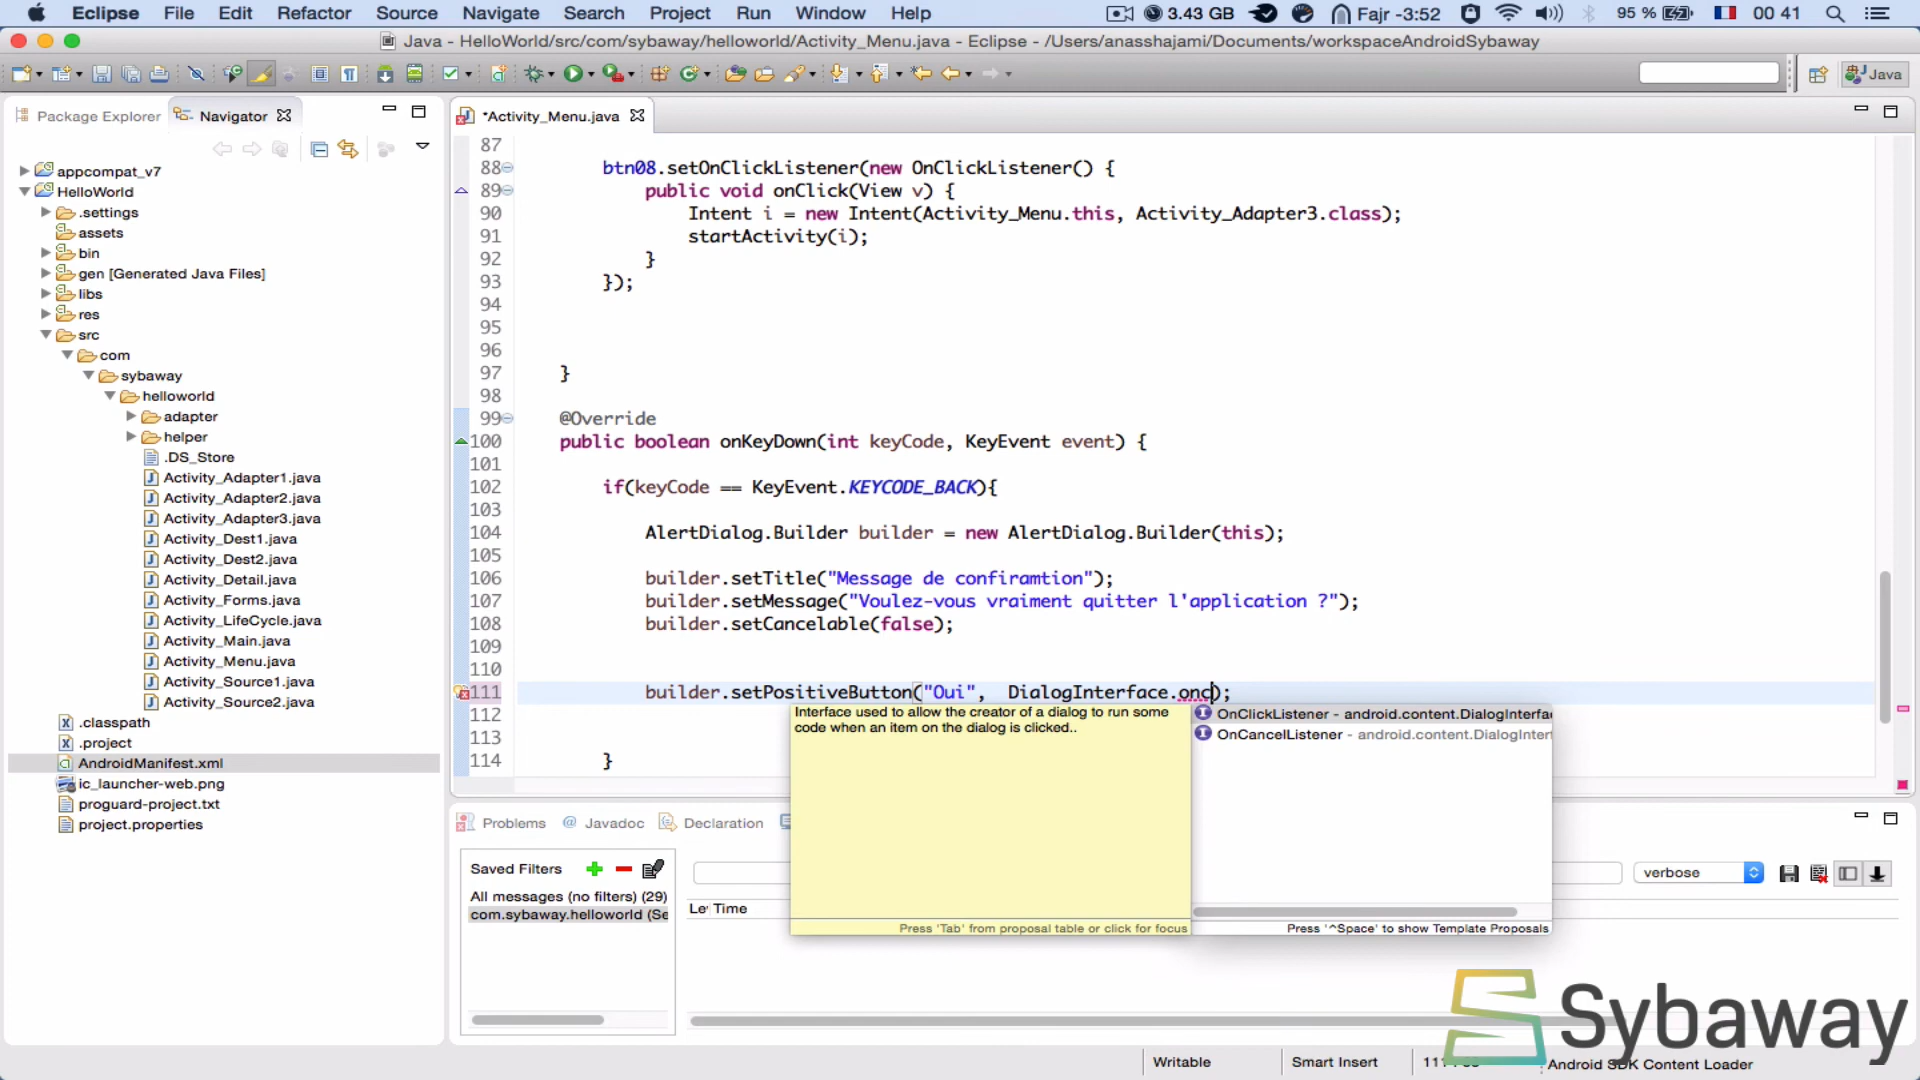 Eclipse File Edit Refactor Source Navigate Search Project Run Window Help 3.43 GB Fajr -3:52 95 % 00 41
Java - HelloWorld/src/com/sybaway/helloworld/Activity_Menu.java - Eclipse - /Users/anasshajami/Documents/workspaceAndroidSybaway
Java
Package Explorer Navigator
appcompat_v7
HelloWorld
.settings
assets
bin
gen [Generated Java Files]
libs
res
src
com
sybaway
helloworld
adapter
helper
.DS_Store
Activity_Adapter1.java
Activity_Adapter2.java
Activity_Adapter3.java
Activity_Dest1.java
Activity_Dest2.java
Activity_Detail.java
Activity_Forms.java
Activity_LifeCycle.java
Activity_Main.java
Activity_Menu.java
Activity_Source1.java
Activity_Source2.java
.classpath
.project
AndroidManifest.xml
ic_launcher-web.png
proguard-project.txt
project.properties
*Activity_Menu.java
87
88 btn08.setOnClickListener(new OnClickListener() {
89 public void onClick(View v) {
90 Intent i = new Intent(Activity_Menu.this, Activity_Adapter3.class);
91 startActivity(i);
92 }
93 });
94
95
96
97 }
98
99 @Override
100 public boolean onKeyDown(int keyCode, KeyEvent event) {
101
102 if(keyCode == KeyEvent.KEYCODE_BACK){
103
104 AlertDialog.Builder builder = new AlertDialog.Builder(this);
105
106 builder.setTitle("Message de confiramtion");
107 builder.setMessage("Voulez-vous vraiment quitter l'application ?");
108 builder.setCancelable(false);
109
110
111 builder.setPositiveButton("Oui", DialogInterface.onc);
112
113
114 }
Interface used to allow the creator of a dialog to run some
code when an item on the dialog is clicked..
Press 'Tab' from proposal table or click for focus
OnClickListener - android.content.DialogInterfa
OnCancelListener - android.content.DialogInter
Press '^Space' to show Template Proposals
Problems Javadoc Declaration
Saved Filters
All messages (no filters) (29)
com.sybaway.helloworld (Se
verbose
Le Time
Sybaway
Writable Smart Insert Android SDK Content Loader